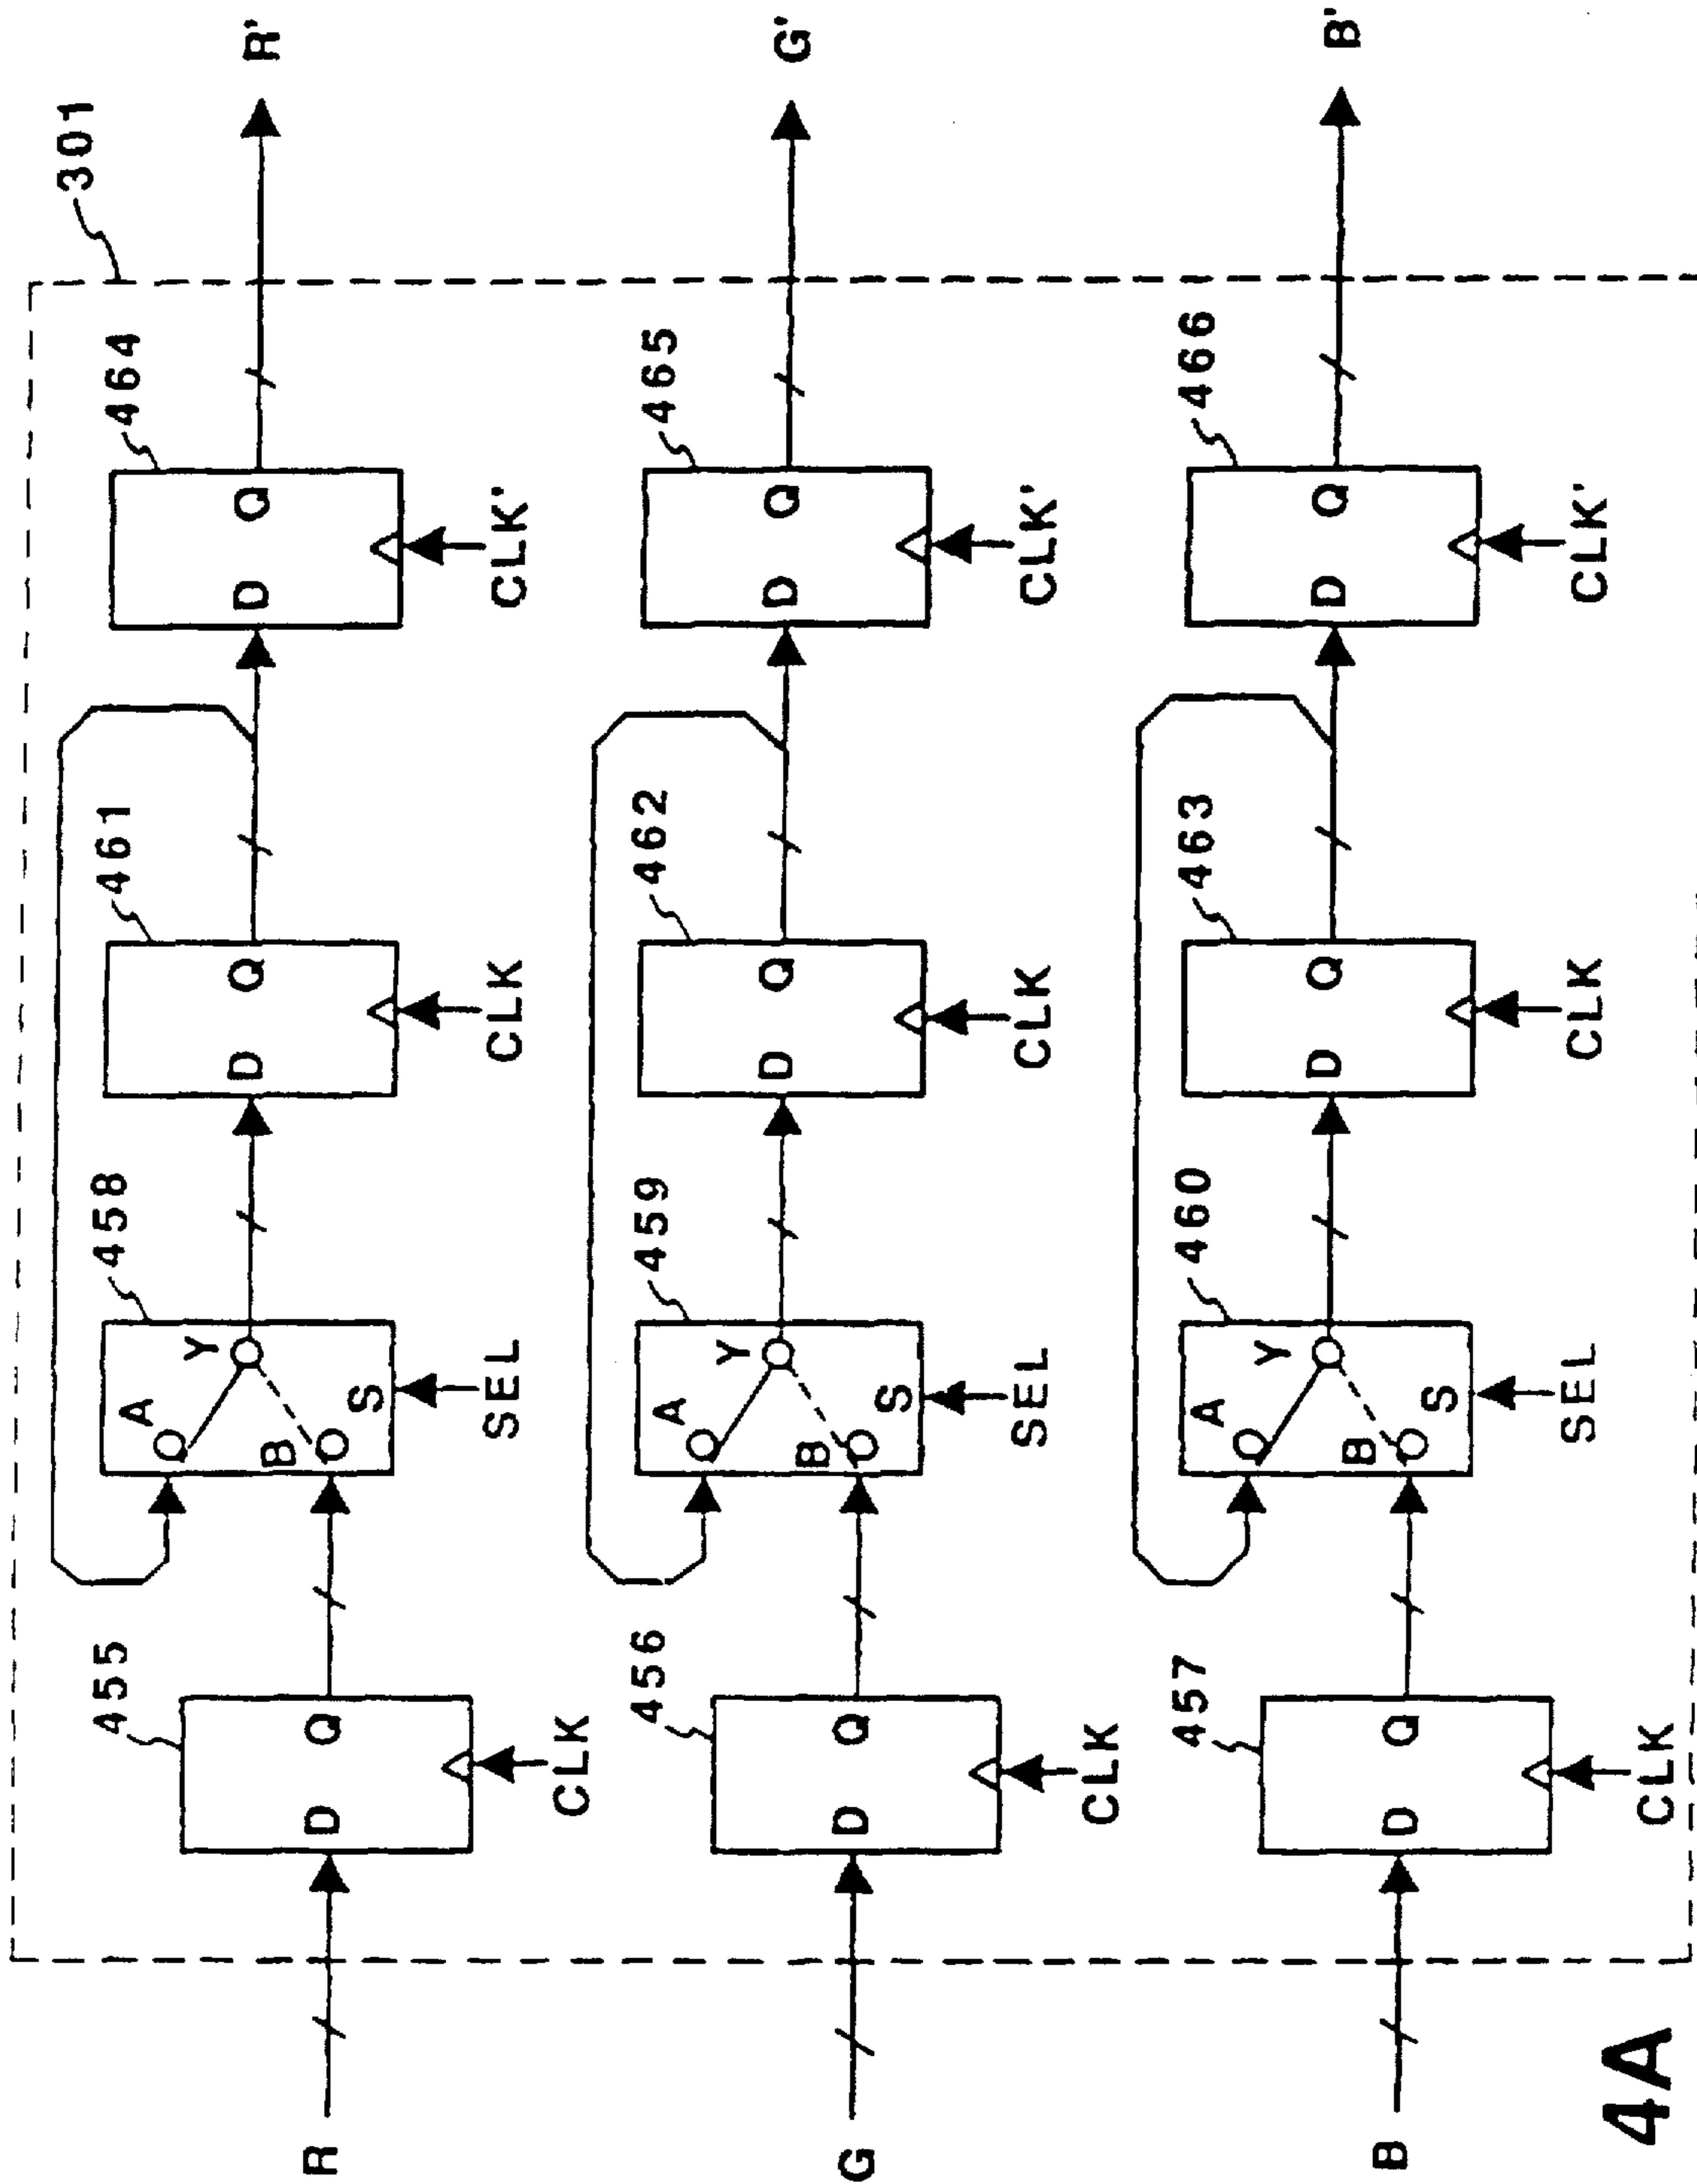 301
455
458
461
464
R
D Q
A
B
Y
S
D Q
D Q
R'
CLK
SEL
CLK
CLK'
456
459
462
465
G
D Q
A
B
Y
S
D Q
D Q
G'
CLK
SEL
CLK
CLK'
457
460
463
466
B
D Q
A
B
Y
S
D Q
D Q
B'
CLK
SEL
CLK
CLK'
4A